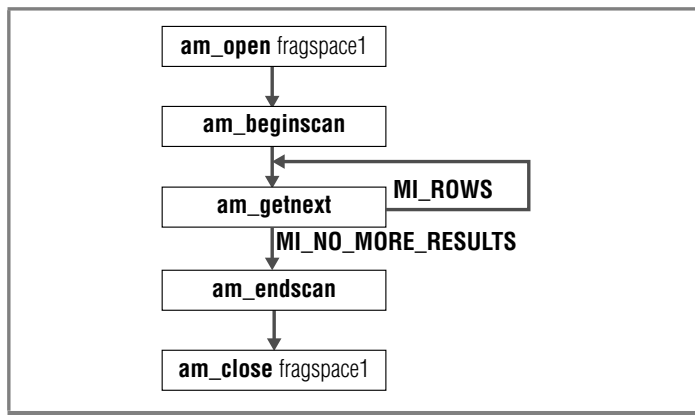 am_open fragspace1
am_beginscan
MI_ROWS
am_getnext
MI_NO_MORE_RESULTS
am_endscan
am_close fragspace1